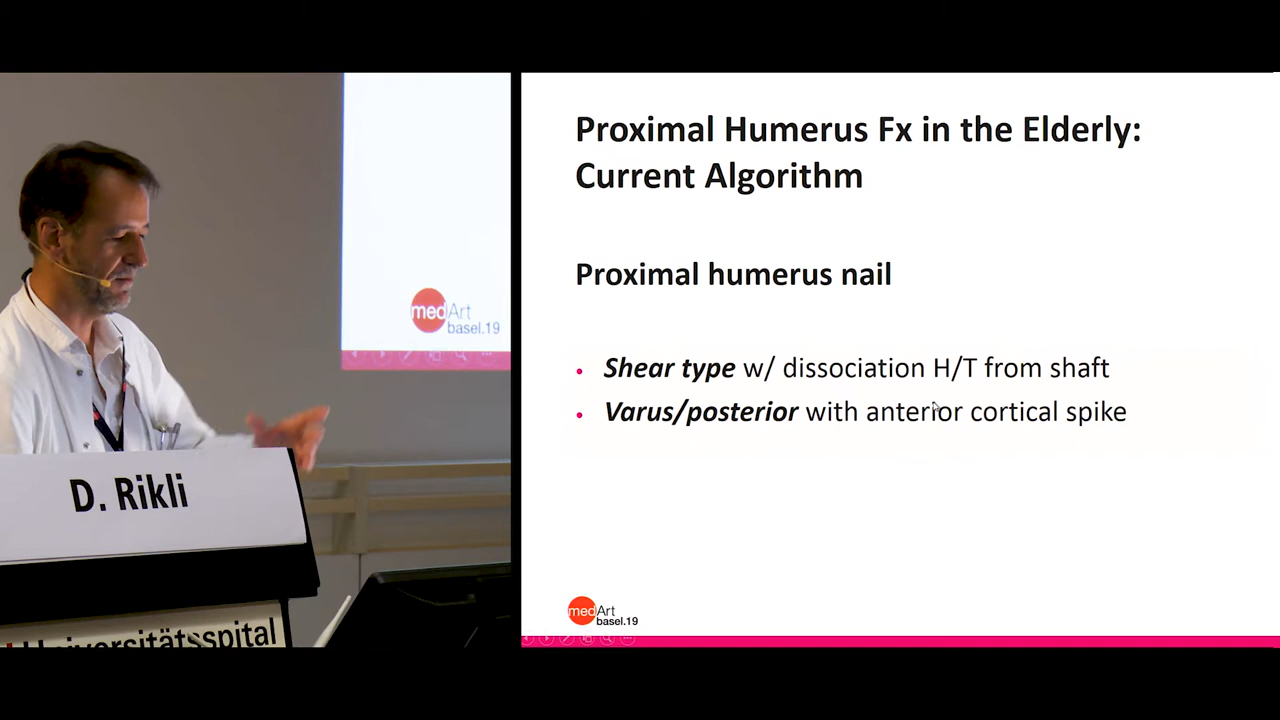 Proximal Humerus Fx in the Elderly:
Current Algorithm
Proximal humerus nail
• Shear type w/ dissociation H/T from shaft
• Varus/posterior with anterior cortical spike
medArt
basel.19
medArt
basel.19
D. Rikli
Universitätsspital